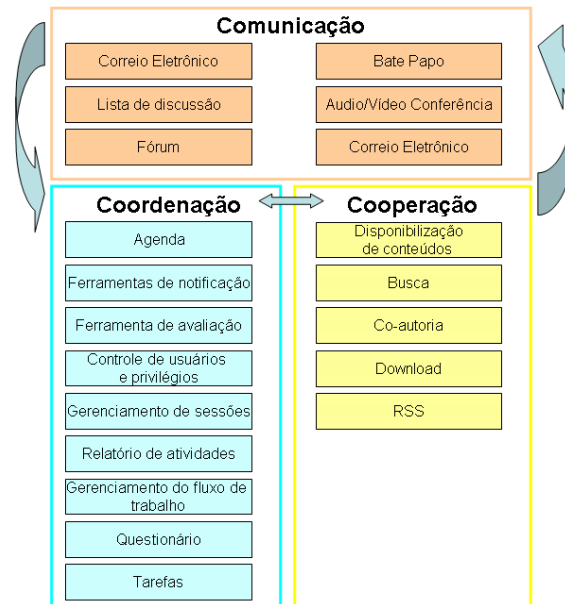 Comunicação
Correio Eletrônico
Bate Papo
Lista de discussão
Audio/Vídeo Conferência
Fórum
Correio Eletrônico
Coordenação
Agenda
Ferramentas de notificação
Ferramenta de avaliação
Controle de usuários
e privilégios
Gerenciamento de sessões
Relatório de atividades
Gerenciamento do fluxo de
trabalho
Questionário
Tarefas
Cooperação
Disponibilização
de conteúdos
Busca
Co-autoria
Download
RSS